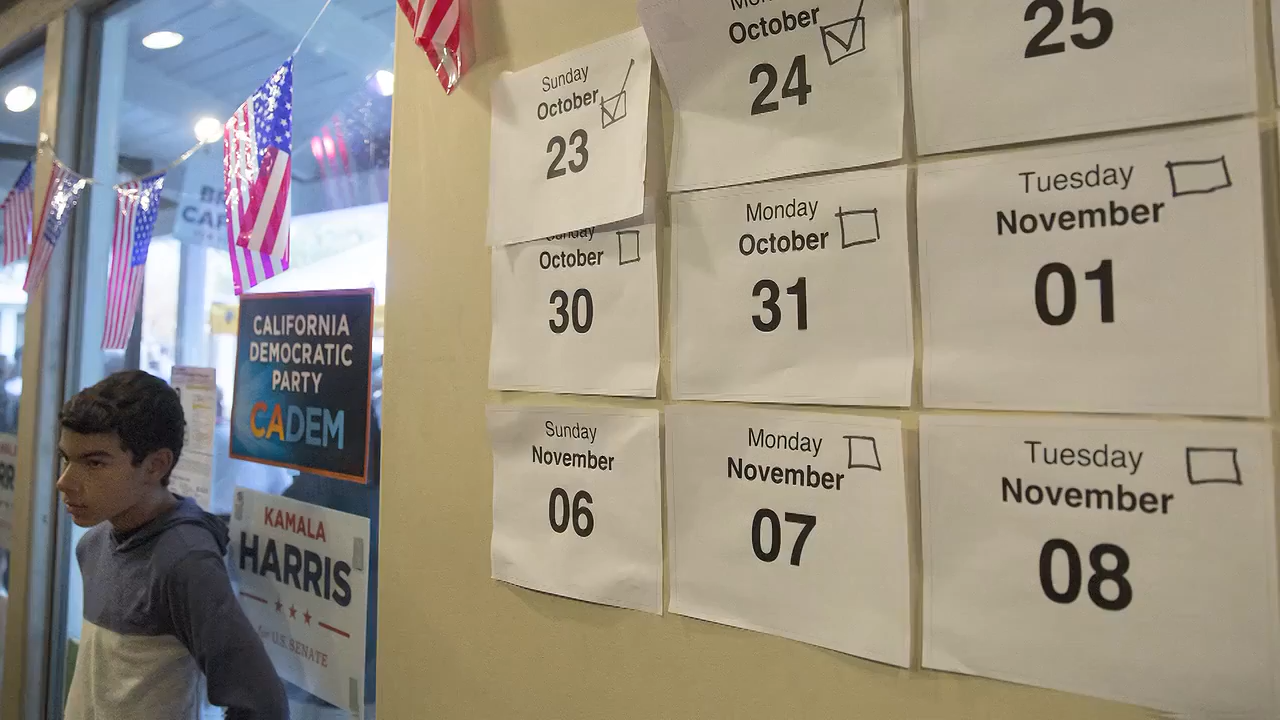 Sunday
October
23
October
24
25
Sunday
October
30
Monday
October
31
Tuesday
November
01
Sunday
November
06
Monday
November
07
Tuesday
November
08
CALIFORNIA
DEMOCRATIC
PARTY
CADEM
KAMALA
HARRIS
for U.S. SENATE